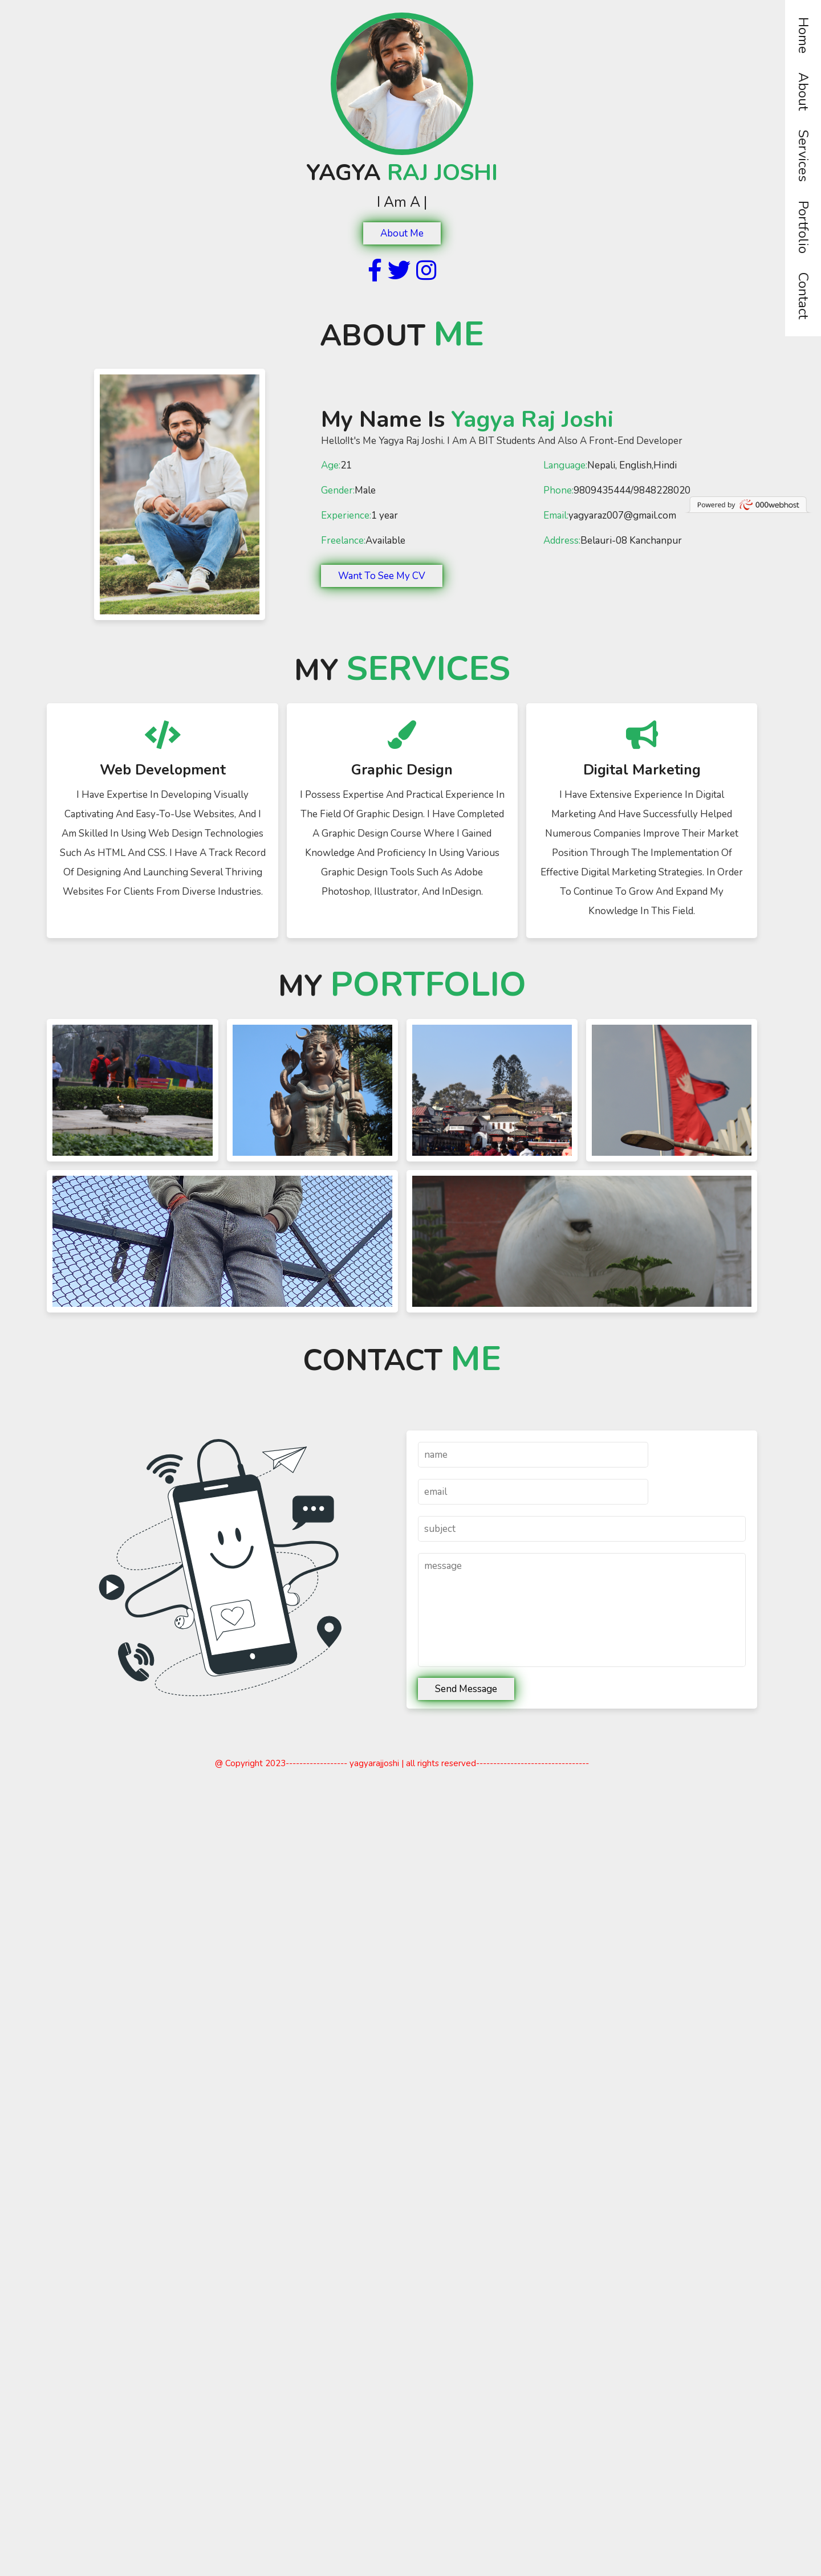 Home
About
Services
Portfolio
Contact
YAGYA RAJ JOSHI
I Am A |
About Me
ABOUT ME
My Name Is Yagya Raj Joshi
Hello!It's Me Yagya Raj Joshi. I Am A BIT Students And Also A Front-End Developer
Age:21
Language:Nepali, English,Hindi
Gender:Male
Phone:9809435444/9848228020
Experience:1 year
Email:yagyaraz007@gmail.com
Freelance:Available
Address:Belauri-08 Kanchanpur
Powered by 000webhost
Want To See My CV
MY SERVICES
Web Development
I Have Expertise In Developing Visually
Captivating And Easy-To-Use Websites, And I
Am Skilled In Using Web Design Technologies
Such As HTML And CSS. I Have A Track Record
Of Designing And Launching Several Thriving
Websites For Clients From Diverse Industries.
Graphic Design
I Possess Expertise And Practical Experience In
The Field Of Graphic Design. I Have Completed
A Graphic Design Course Where I Gained
Knowledge And Proficiency In Using Various
Graphic Design Tools Such As Adobe
Photoshop, Illustrator, And InDesign.
Digital Marketing
I Have Extensive Experience In Digital
Marketing And Have Successfully Helped
Numerous Companies Improve Their Market
Position Through The Implementation Of
Effective Digital Marketing Strategies. In Order
To Continue To Grow And Expand My
Knowledge In This Field.
MY PORTFOLIO
CONTACT ME
name
email
subject
message
Send Message
@ Copyright 2023------------------ yagyarajjoshi | all rights reserved---------------------------------